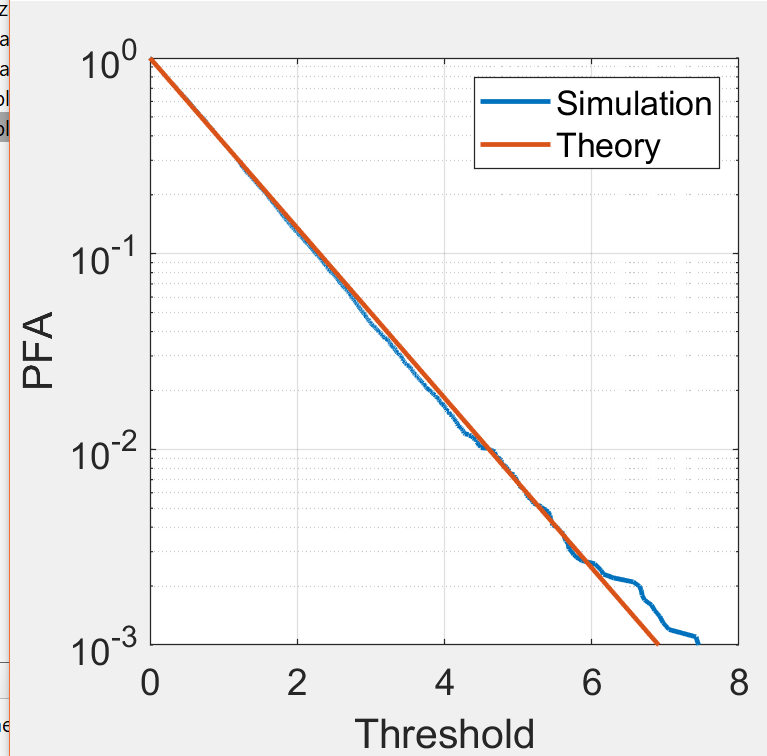 10^0
10^-1
10^-2
10^-3
PFA
Simulation
Theory
0 2 4 6 8
Threshold